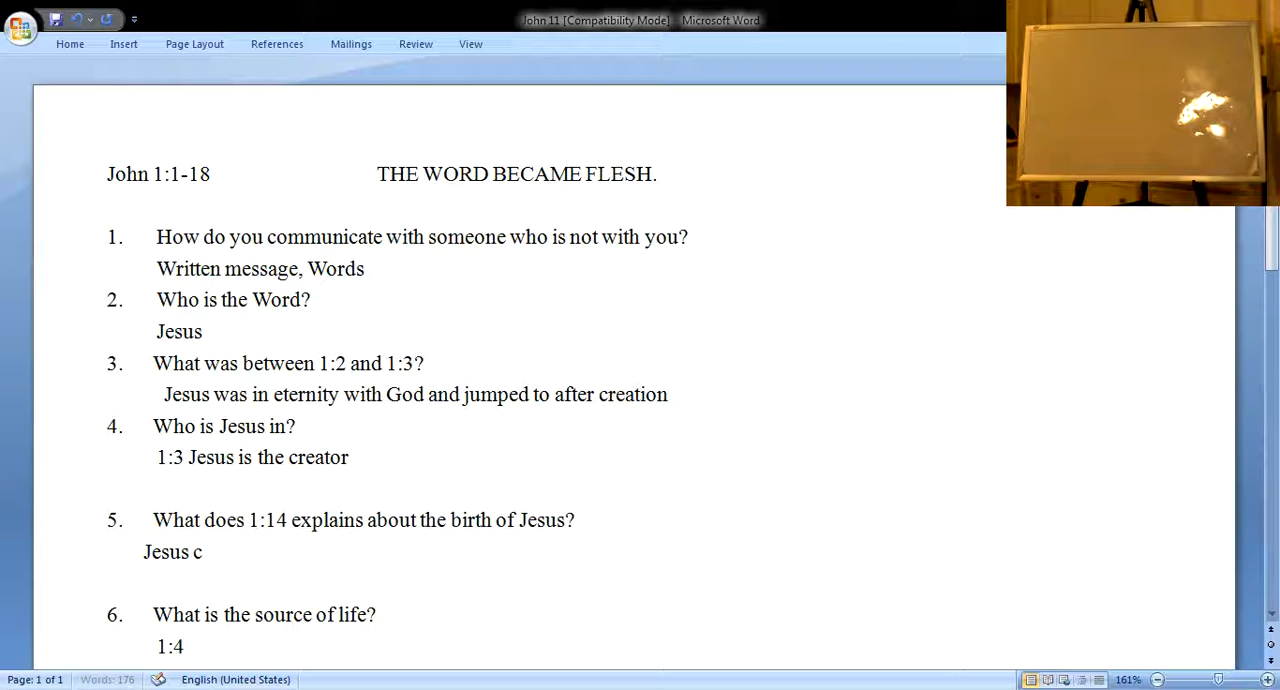 John 11 [Compatibility Mode] - Microsoft Word
Home Insert Page Layout References Mailings Review View
John 1:1-18 THE WORD BECAME FLESH.
1. How do you communicate with someone who is not with you?
Written message, Words
2. Who is the Word?
Jesus
3. What was between 1:2 and 1:3?
Jesus was in eternity with God and jumped to after creation
4. Who is Jesus in?
1:3 Jesus is the creator
5. What does 1:14 explains about the birth of Jesus?
Jesus c
6. What is the source of life?
1:4
Page: 1 of 1 Words: 176 English (United States) 161%